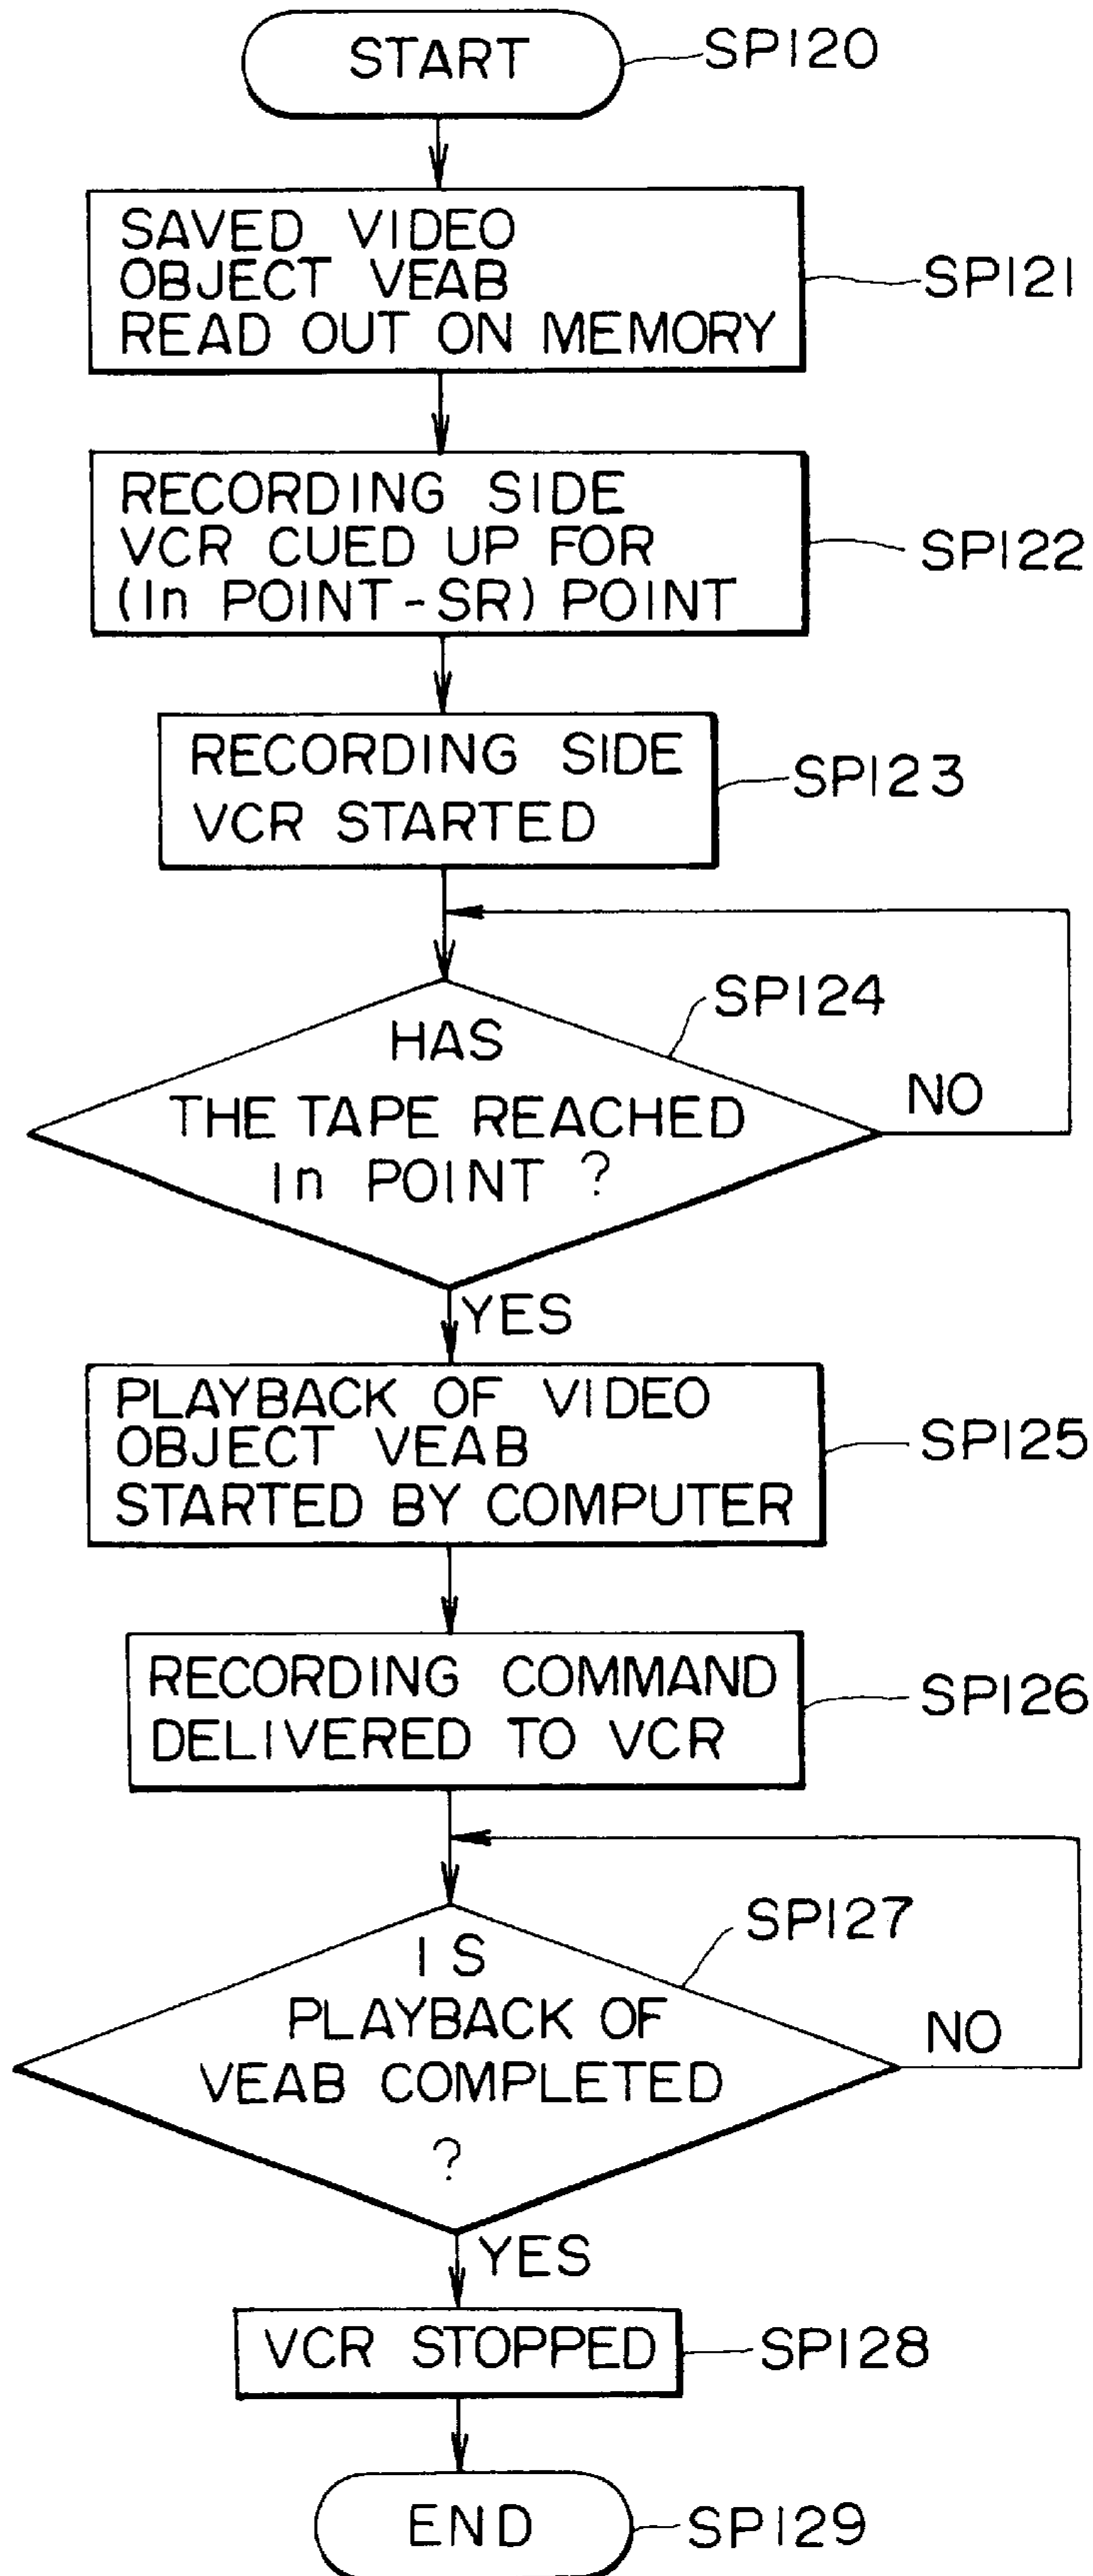 START
SP120
SAVED VIDEO
OBJECT VEAB
READ OUT ON MEMORY
SP121
RECORDING SIDE
VCR CUED UP FOR
(In POINT-SR) POINT
SP122
RECORDING SIDE
VCR STARTED
SP123
SP124
HAS
THE TAPE REACHED
In POINT ?
NO
YES
PLAYBACK OF VIDEO
OBJECT VEAB
STARTED BY COMPUTER
SP125
RECORDING COMMAND
DELIVERED TO VCR
SP126
SP127
IS
PLAYBACK OF
VEAB COMPLETED
?
NO
YES
VCR STOPPED
SP128
END
SP129